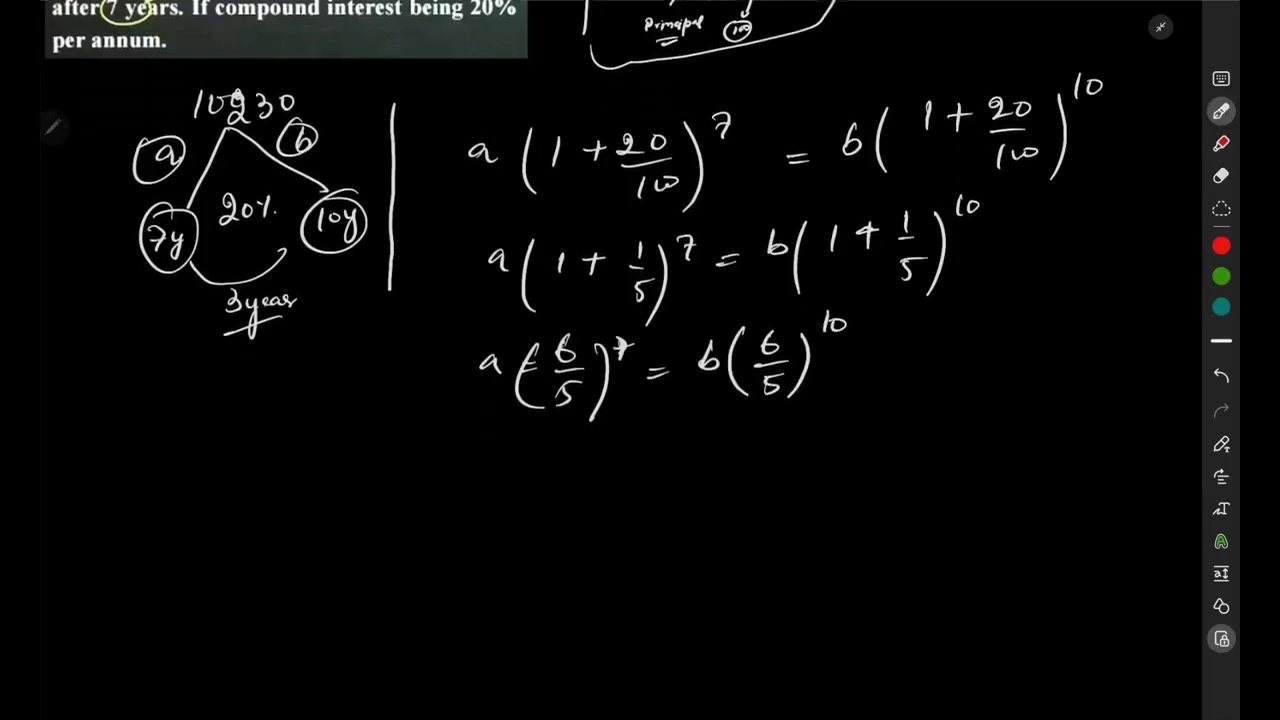 after 7 years. If compound interest being 20%
per annum.
Principal
100
10230
a b
20%
7y 10y
3 year
a(1+20/100)^7 = b(1+20/100)^10
a(1+1/5)^7 = b(1+1/5)^10
a(6/5)^7 = b(6/5)^10